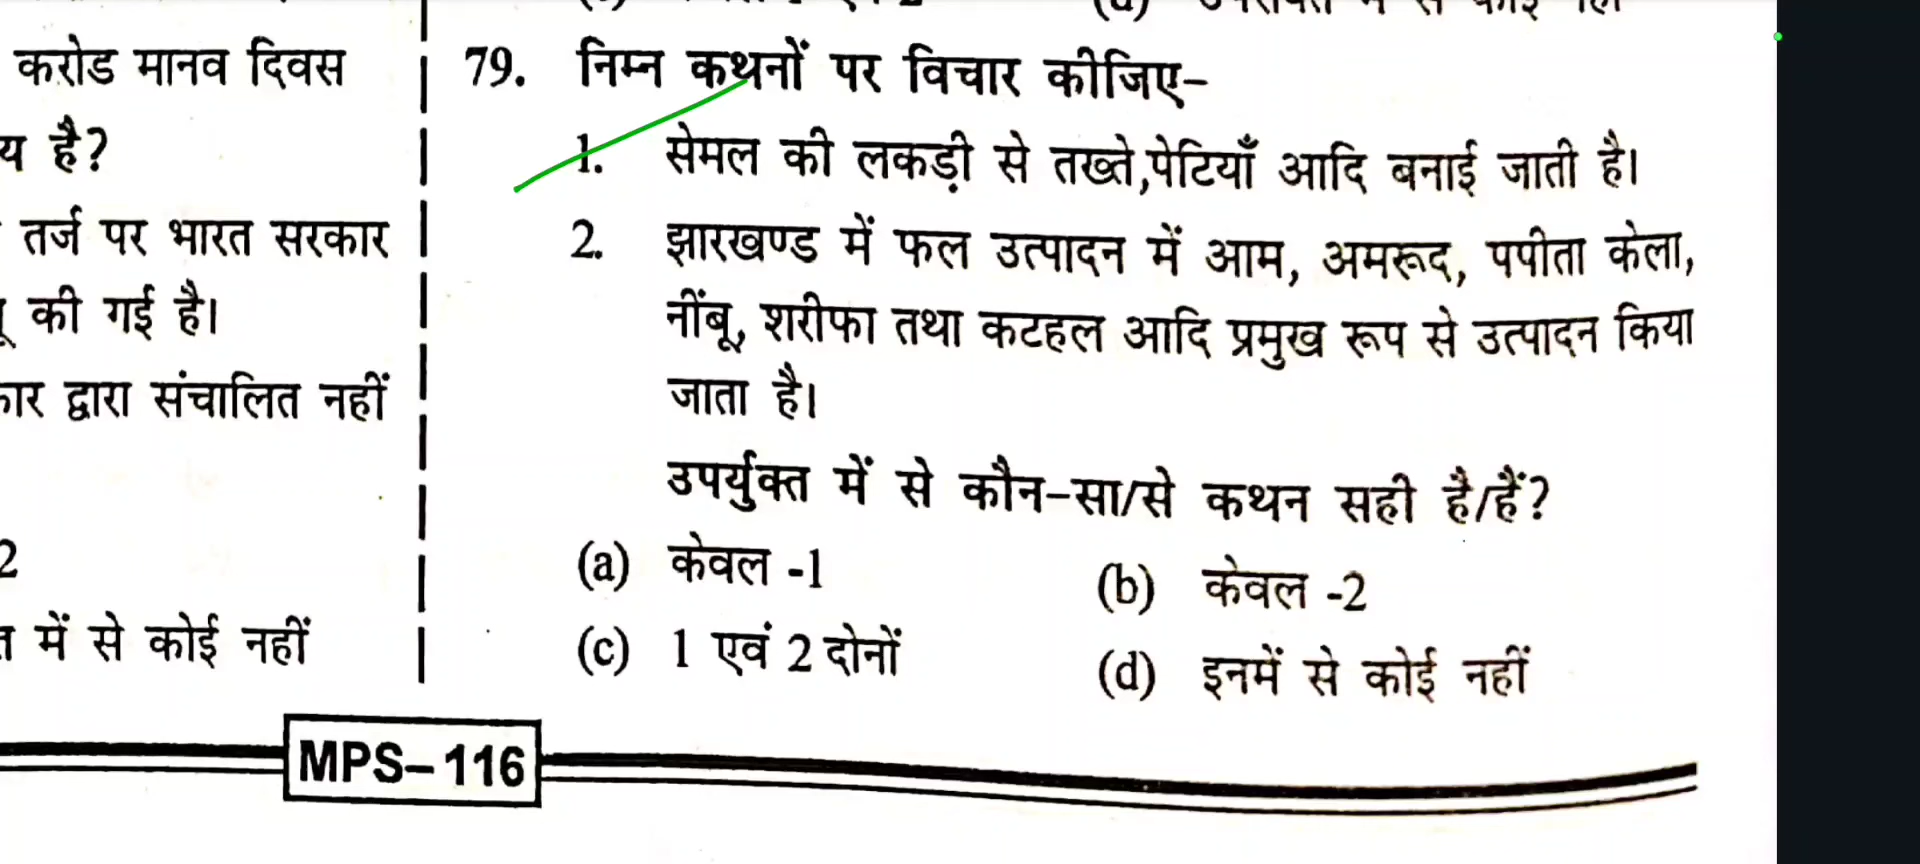 करोड मानव दिवस
य है?
तर्ज पर भारत सरकार
की गई है।
द्वारा संचालित नहीं
2
में से कोई नहीं
79. निम्न कथनों पर विचार कीजिए-
1. सेमल की लकड़ी से तख्ते,पेटियाँ आदि बनाई जाती है।
2. झारखण्ड में फल उत्पादन में आम, अमरूद, पपीता केला,
नींबू, शरीफा तथा कटहल आदि प्रमुख रूप से उत्पादन किया
जाता है।
उपर्युक्त में से कौन-सा/से कथन सही है/हैं?
(a) केवल -1 (b) केवल -2
(c) 1 एवं 2 दोनों (d) इनमें से कोई नहीं
MPS-116